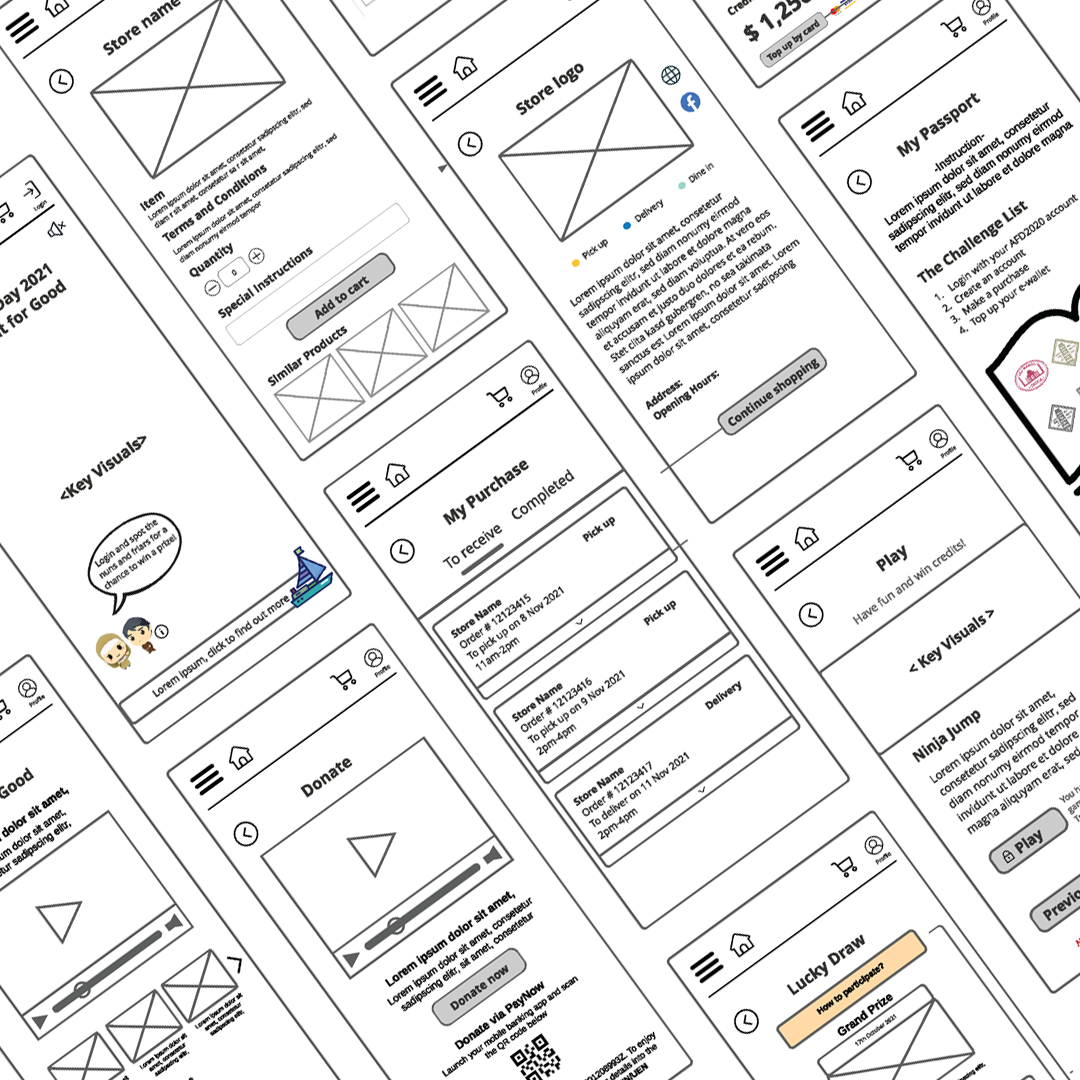 Store name
Item
Lorem ipsum dolor sit amet, consetetur sadipscing elitr, sed
diam r sit amet, consetetur sa r sit amet,
Terms and Conditions
Lorem ipsum dolor sit amet, consetetur sadipscing elitr, sed
diam nonumy eirmod tempor
Quantity
0
Special Instructions
Add to cart
Similar Products
Store logo
Pick up
Delivery
Dine in
Lorem ipsum dolor sit amet, consetetur
sadipscing elitr, sed diam nonumy eirmod
tempor invidunt ut labore et dolore magna
aliquyam erat, sed diam voluptua. At vero eos
et accusam et justo duo dolores et ea rebum.
Stet clita kasd gubergren, no sea takimata
sanctus est Lorem ipsum dolor sit amet. Lorem
ipsum dolor sit amet, consetetur sadipscing
Address:
Opening Hours:
Continue shopping
Top up by card
Profile
My Passport
-Instruction-
Lorem ipsum dolor sit amet, consetetur
sadipscing elitr, sed diam nonumy eirmod
tempor invidunt ut labore et dolore magna
The Challenge List
1. Login with your AFD2020 account
2. Create an account
3. Make a purchase
4. Top up your e-wallet
Login
Day 2021
t for Good
<Key Visuals>
Login and spot the
nuns and friars for a
chance to win a prize!
Lorem ipsum, click to find out more
Profile
My Purchase
To receive
Completed
Pick up
Store Name
Order # 12123415
To pick up on 8 Nov 2021
11am-2pm
Pick up
Store Name
Order # 12123416
To pick up on 9 Nov 2021
2pm-4pm
Delivery
Store Name
Order # 12123417
To deliver on 11 Nov 2021
2pm-4pm
Profile
Play
Have fun and win credits!
< Key Visuals >
Ninja Jump
Lorem ipsum dolor sit amet,
consetetur sadipscing elitr, sed
diam nonumy eirmod tempor
invidunt ut labore et dolore
magna aliquyam erat, sed
Play
Profile
Good
dolor sit amet,
dolor sit amet,
tur sadipscing elitr,
Lorem ipsum dolor sit
amet, consetetur
sadipscing elitr,
Profile
Donate
Lorem ipsum dolor sit amet,
Lorem ipsum dolor sit amet, consetetur
sadipscing elitr, sit amet, consetetur
Donate now
Donate via PayNow
Launch your mobile banking app and scan
the QR code below
To enjoy
details into the
Profile
Lucky Draw
How to participate?
Grand Prize
17th October 2021